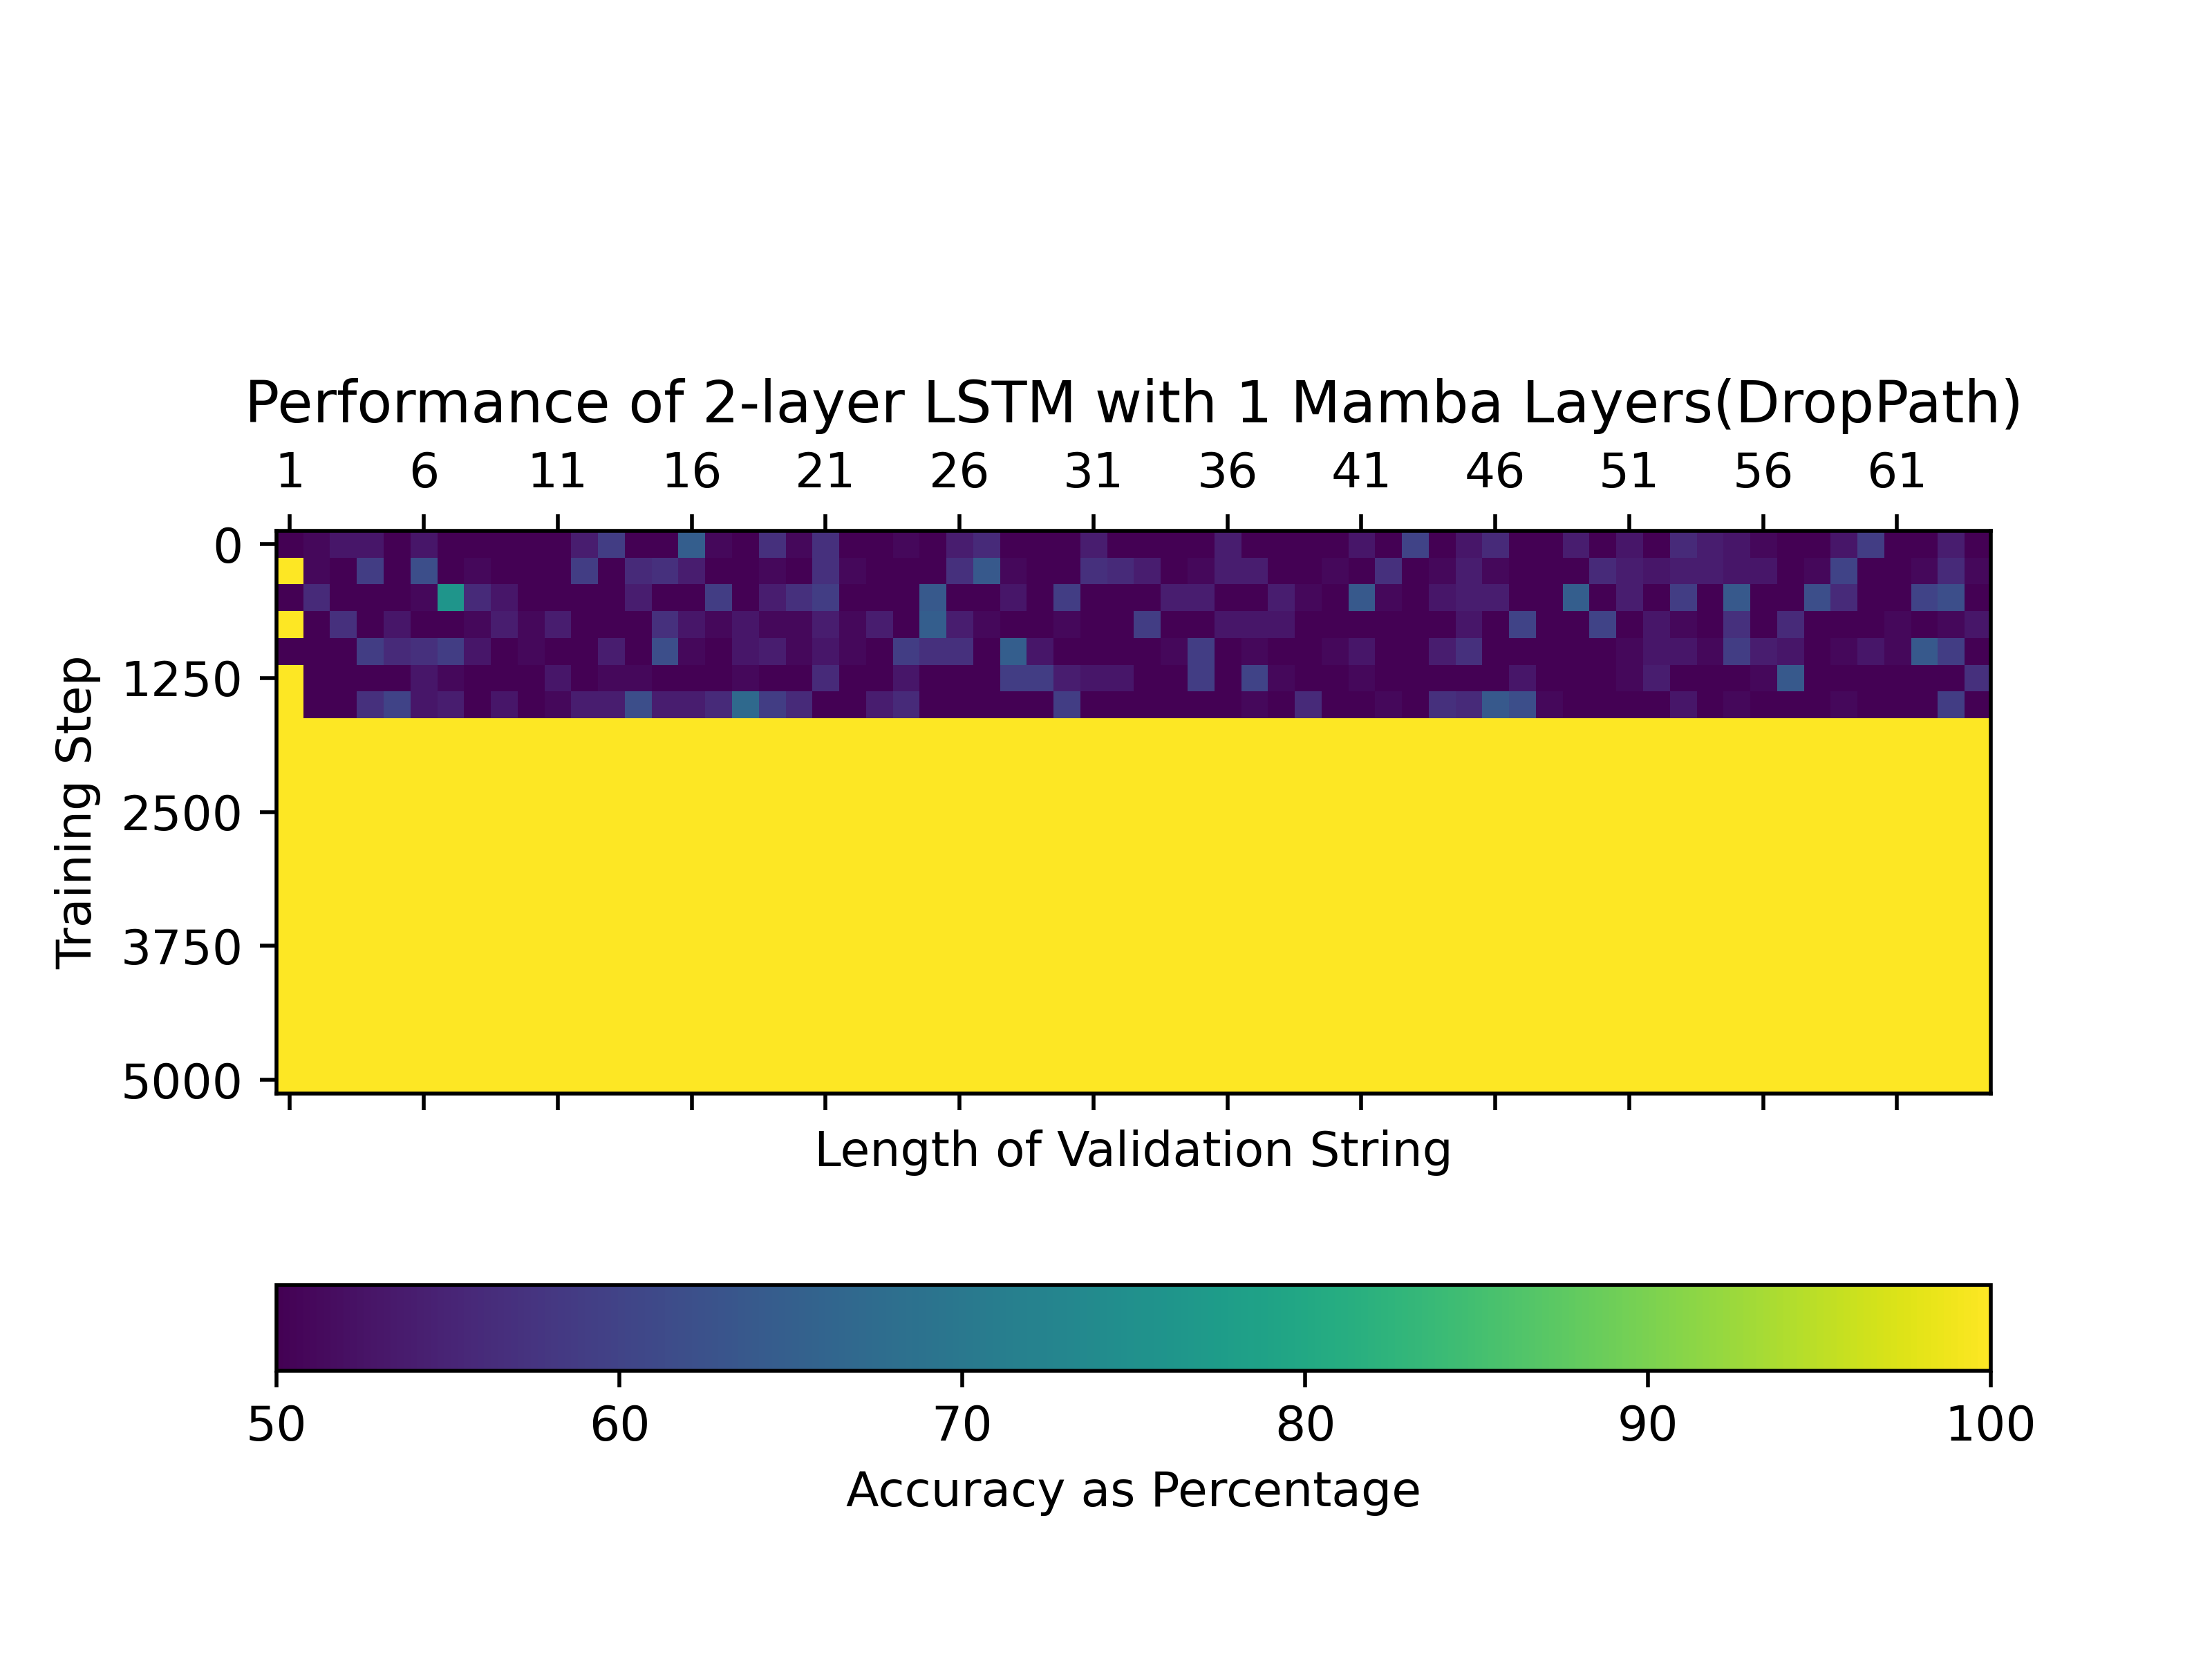 Performance of 2-layer LSTM with 1 Mamba Layers(DropPath)
1 6 11 16 21 26 31 36 41 46 51 56 61
0
1250
2500
3750
5000
Training Step
Length of Validation String
50 60 70 80 90 100
Accuracy as Percentage